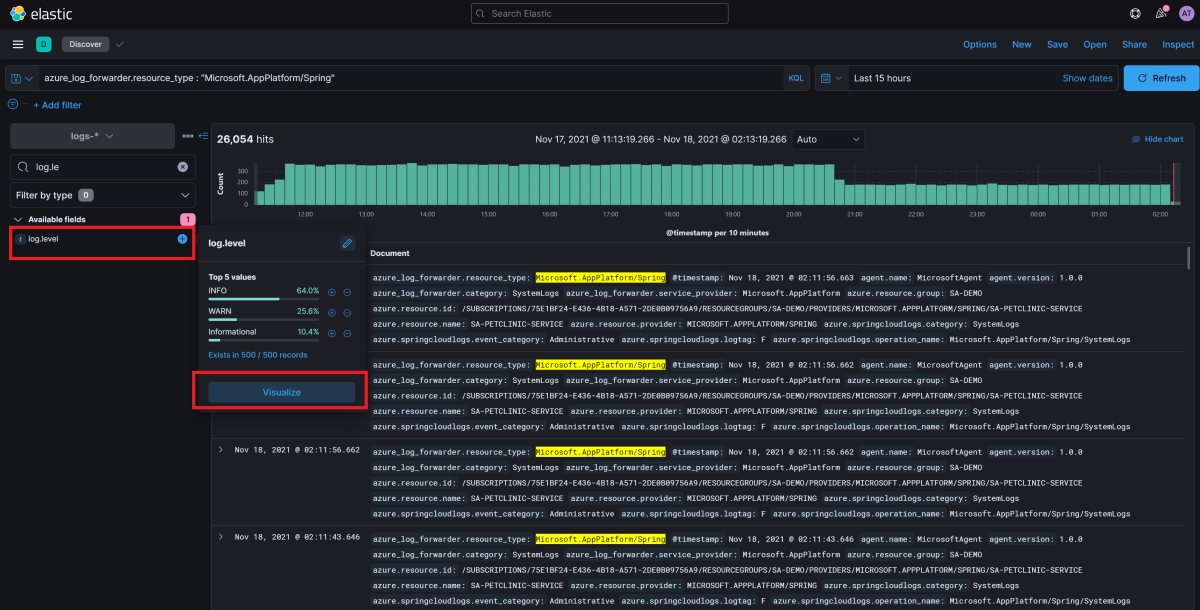 elastic
Search Elastic
AT
D
Discover
Options New Save Open Share Inspect
azure_log_forwarder.resource_type : "Microsoft.AppPlatform/Spring"
KQL
Last 15 hours
Show dates
Refresh
+ Add filter
logs-*
26,054 hits
Nov 17, 2021 @ 11:13:19.266 - Nov 18, 2021 @ 02:13:19.266
Auto
Hide chart
log.le
Filter by type 0
Available fields 1
t log.level
Count
300
200
100
0
12:00 13:00 14:00 15:00 16:00 17:00 18:00 19:00 20:00 21:00 22:00 23:00 00:00 01:00 02:00
@timestamp per 10 minutes
log.level
Top 5 values
INFO 64.0%
WARN 25.6%
Informational 10.4%
Exists in 500 / 500 records
Visualize
Document
azure_log_forwarder.resource_type: Microsoft.AppPlatform/Spring @timestamp: Nov 18, 2021 @ 02:11:56.663 agent.name: MicrosoftAgent agent.version: 1.0.0
azure_log_forwarder.category: SystemLogs azure_log_forwarder.service_provider: Microsoft.AppPlatform azure.resource.group: SA-DEMO
azure.resource.id: /SUBSCRIPTIONS/75E1BF24-E436-4B18-A571-2DE0B09756A9/RESOURCEGROUPS/SA-DEMO/PROVIDERS/MICROSOFT.APPPLATFORM/SPRING/SA-PETCLINIC-SERVICE
azure.resource.name: SA-PETCLINIC-SERVICE azure.resource.provider: MICROSOFT.APPPLATFORM/SPRING azure.springcloudlogs.category: SystemLogs
azure.springcloudlogs.event_category: Administrative azure.springcloudlogs.logtag: F azure.springcloudlogs.operation_name: Microsoft.AppPlatform/Spring/SystemLogs
azure_log_forwarder.resource_type: Microsoft.AppPlatform/Spring @timestamp: Nov 18, 2021 @ 02:11:56.662 agent.name: MicrosoftAgent agent.version: 1.0.0
azure_log_forwarder.category: SystemLogs azure_log_forwarder.service_provider: Microsoft.AppPlatform azure.resource.group: SA-DEMO
azure.resource.id: /SUBSCRIPTIONS/75E1BF24-E436-4B18-A571-2DE0B09756A9/RESOURCEGROUPS/SA-DEMO/PROVIDERS/MICROSOFT.APPPLATFORM/SPRING/SA-PETCLINIC-SERVICE
azure.resource.name: SA-PETCLINIC-SERVICE azure.resource.provider: MICROSOFT.APPPLATFORM/SPRING azure.springcloudlogs.category: SystemLogs
azure.springcloudlogs.event_category: Administrative azure.springcloudlogs.logtag: F azure.springcloudlogs.operation_name: Microsoft.AppPlatform/Spring/SystemLogs
Nov 18, 2021 @ 02:11:56.662 azure_log_forwarder.resource_type: Microsoft.AppPlatform/Spring @timestamp: Nov 18, 2021 @ 02:11:56.662 agent.name: MicrosoftAgent agent.version: 1.0.0
azure_log_forwarder.category: SystemLogs azure_log_forwarder.service_provider: Microsoft.AppPlatform azure.resource.group: SA-DEMO
azure.resource.id: /SUBSCRIPTIONS/75E1BF24-E436-4B18-A571-2DE0B09756A9/RESOURCEGROUPS/SA-DEMO/PROVIDERS/MICROSOFT.APPPLATFORM/SPRING/SA-PETCLINIC-SERVICE
azure.resource.name: SA-PETCLINIC-SERVICE azure.resource.provider: MICROSOFT.APPPLATFORM/SPRING azure.springcloudlogs.category: SystemLogs
azure.springcloudlogs.event_category: Administrative azure.springcloudlogs.logtag: F azure.springcloudlogs.operation_name: Microsoft.AppPlatform/Spring/SystemLogs
Nov 18, 2021 @ 02:11:43.646 azure_log_forwarder.resource_type: Microsoft.AppPlatform/Spring @timestamp: Nov 18, 2021 @ 02:11:43.646 agent.name: MicrosoftAgent agent.version: 1.0.0
azure_log_forwarder.category: SystemLogs azure_log_forwarder.service_provider: Microsoft.AppPlatform azure.resource.group: SA-DEMO
azure.resource.id: /SUBSCRIPTIONS/75E1BF24-E436-4B18-A571-2DE0B09756A9/RESOURCEGROUPS/SA-DEMO/PROVIDERS/MICROSOFT.APPPLATFORM/SPRING/SA-PETCLINIC-SERVICE
azure.resource.name: SA-PETCLINIC-SERVICE azure.resource.provider: MICROSOFT.APPPLATFORM/SPRING azure.springcloudlogs.category: SystemLogs
azure.springcloudlogs.event_category: Administrative azure.springcloudlogs.logtag: F azure.springcloudlogs.operation_name: Microsoft.AppPlatform/Spring/SystemLogs